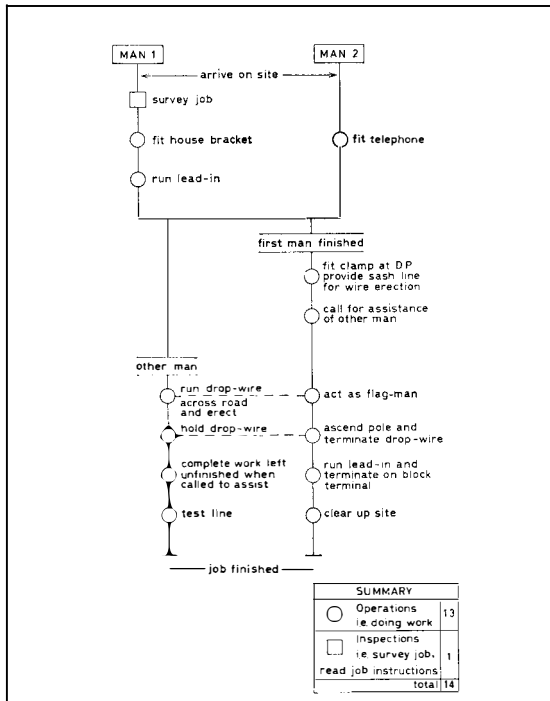 MAN 1
MAN 2
arrive on site
survey job
fit house bracket
fit telephone
run lead-in
first man finished
fit clamp at DP
provide sash line
for wire erection
call for assistance
of other man
other man
run drop-wire
across road
and erect
act as flag-man
hold drop-wire
ascend pole and
terminate drop-wire
complete work left
unfinished when
called to assist
run lead-in and
terminate on block
terminal
test line
clear up site
job finished
SUMMARY
Operations
i.e. doing work
13
Inspections
i.e. survey job,
read job instructions
1
total 14